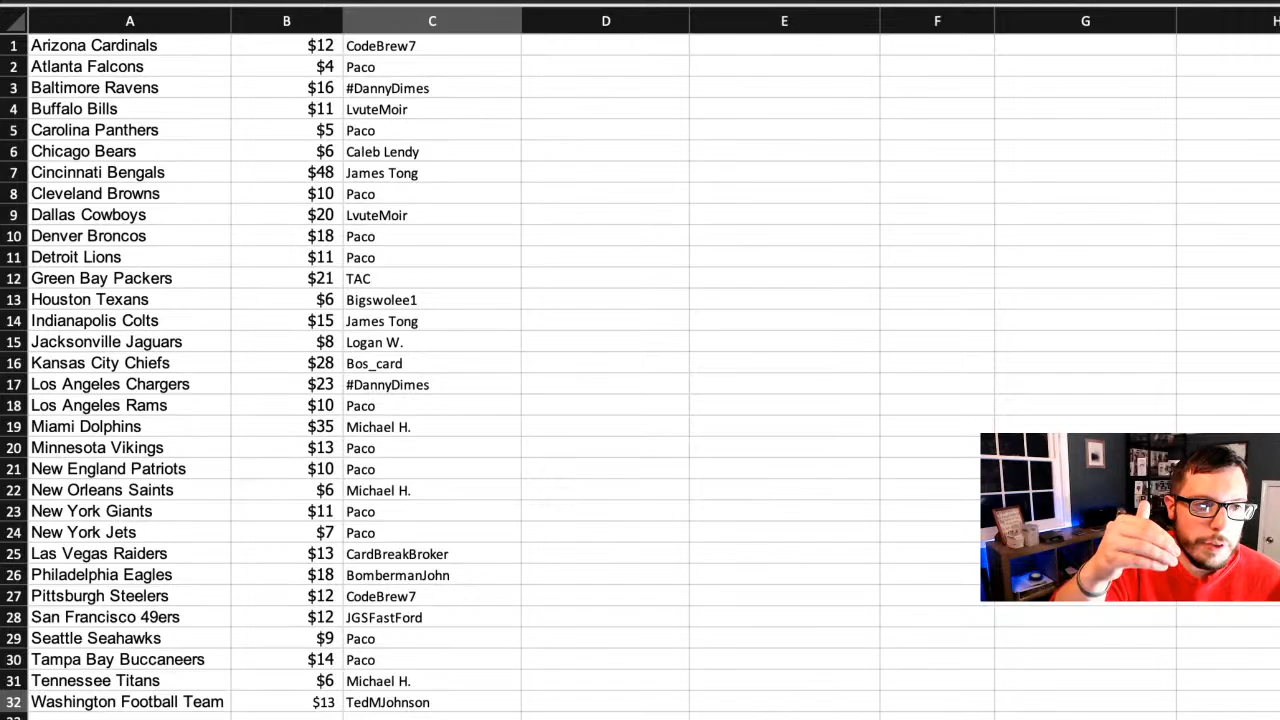 A B C D E F G H
1 Arizona Cardinals $12 CodeBrew7
2 Atlanta Falcons $4 Paco
3 Baltimore Ravens $16 #DannyDimes
4 Buffalo Bills $11 LvuteMoir
5 Carolina Panthers $5 Paco
6 Chicago Bears $6 Caleb Lendy
7 Cincinnati Bengals $48 James Tong
8 Cleveland Browns $10 Paco
9 Dallas Cowboys $20 LvuteMoir
10 Denver Broncos $18 Paco
11 Detroit Lions $11 Paco
12 Green Bay Packers $21 TAC
13 Houston Texans $6 Bigswolee1
14 Indianapolis Colts $15 James Tong
15 Jacksonville Jaguars $8 Logan W.
16 Kansas City Chiefs $28 Bos_card
17 Los Angeles Chargers $23 #DannyDimes
18 Los Angeles Rams $10 Paco
19 Miami Dolphins $35 Michael H.
20 Minnesota Vikings $13 Paco
21 New England Patriots $10 Paco
22 New Orleans Saints $6 Michael H.
23 New York Giants $11 Paco
24 New York Jets $7 Paco
25 Las Vegas Raiders $13 CardBreakBroker
26 Philadelphia Eagles $18 BombermanJohn
27 Pittsburgh Steelers $12 CodeBrew7
28 San Francisco 49ers $12 JGSFastFord
29 Seattle Seahawks $9 Paco
30 Tampa Bay Buccaneers $14 Paco
31 Tennessee Titans $6 Michael H.
32 Washington Football Team $13 TedMJohnson